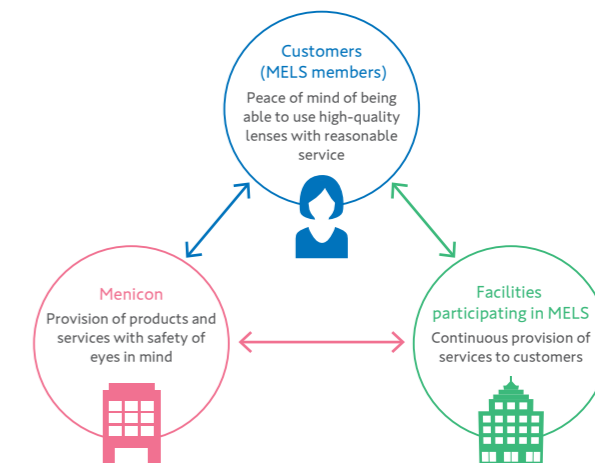 Customers
(MELS members)
Peace of mind of being
able to use high-quality
lenses with reasonable
service
Menicon
Provision of products and
services with safety of
eyes in mind
Facilities
participating in MELS
Continuous provision of
services to customers